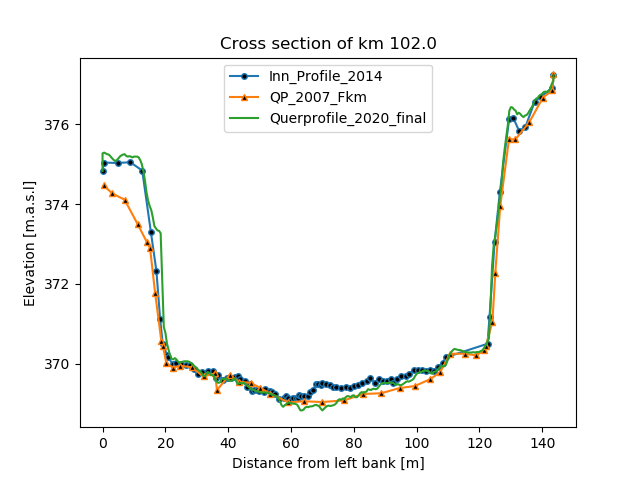 Cross section of km 102.0
Inn_Profile_2014
QP_2007_Fkm
Querprofile_2020_final
Elevation [m.a.s.l]
376
374
372
370
0 20 40 60 80 100 120 140
Distance from left bank [m]